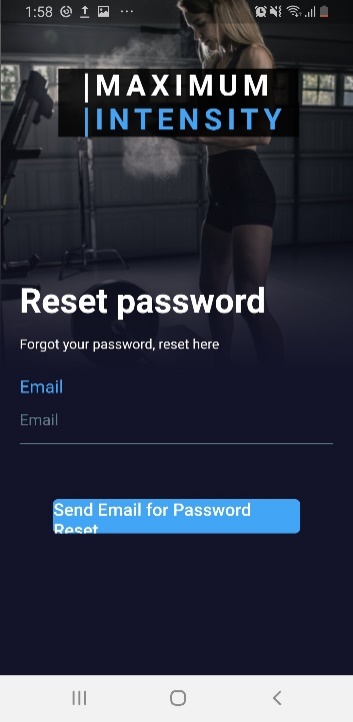 1:58
MAXIMUM
INTENSITY
Reset password
Forgot your password, reset here
Email
Email
Send Email for Password
Reset